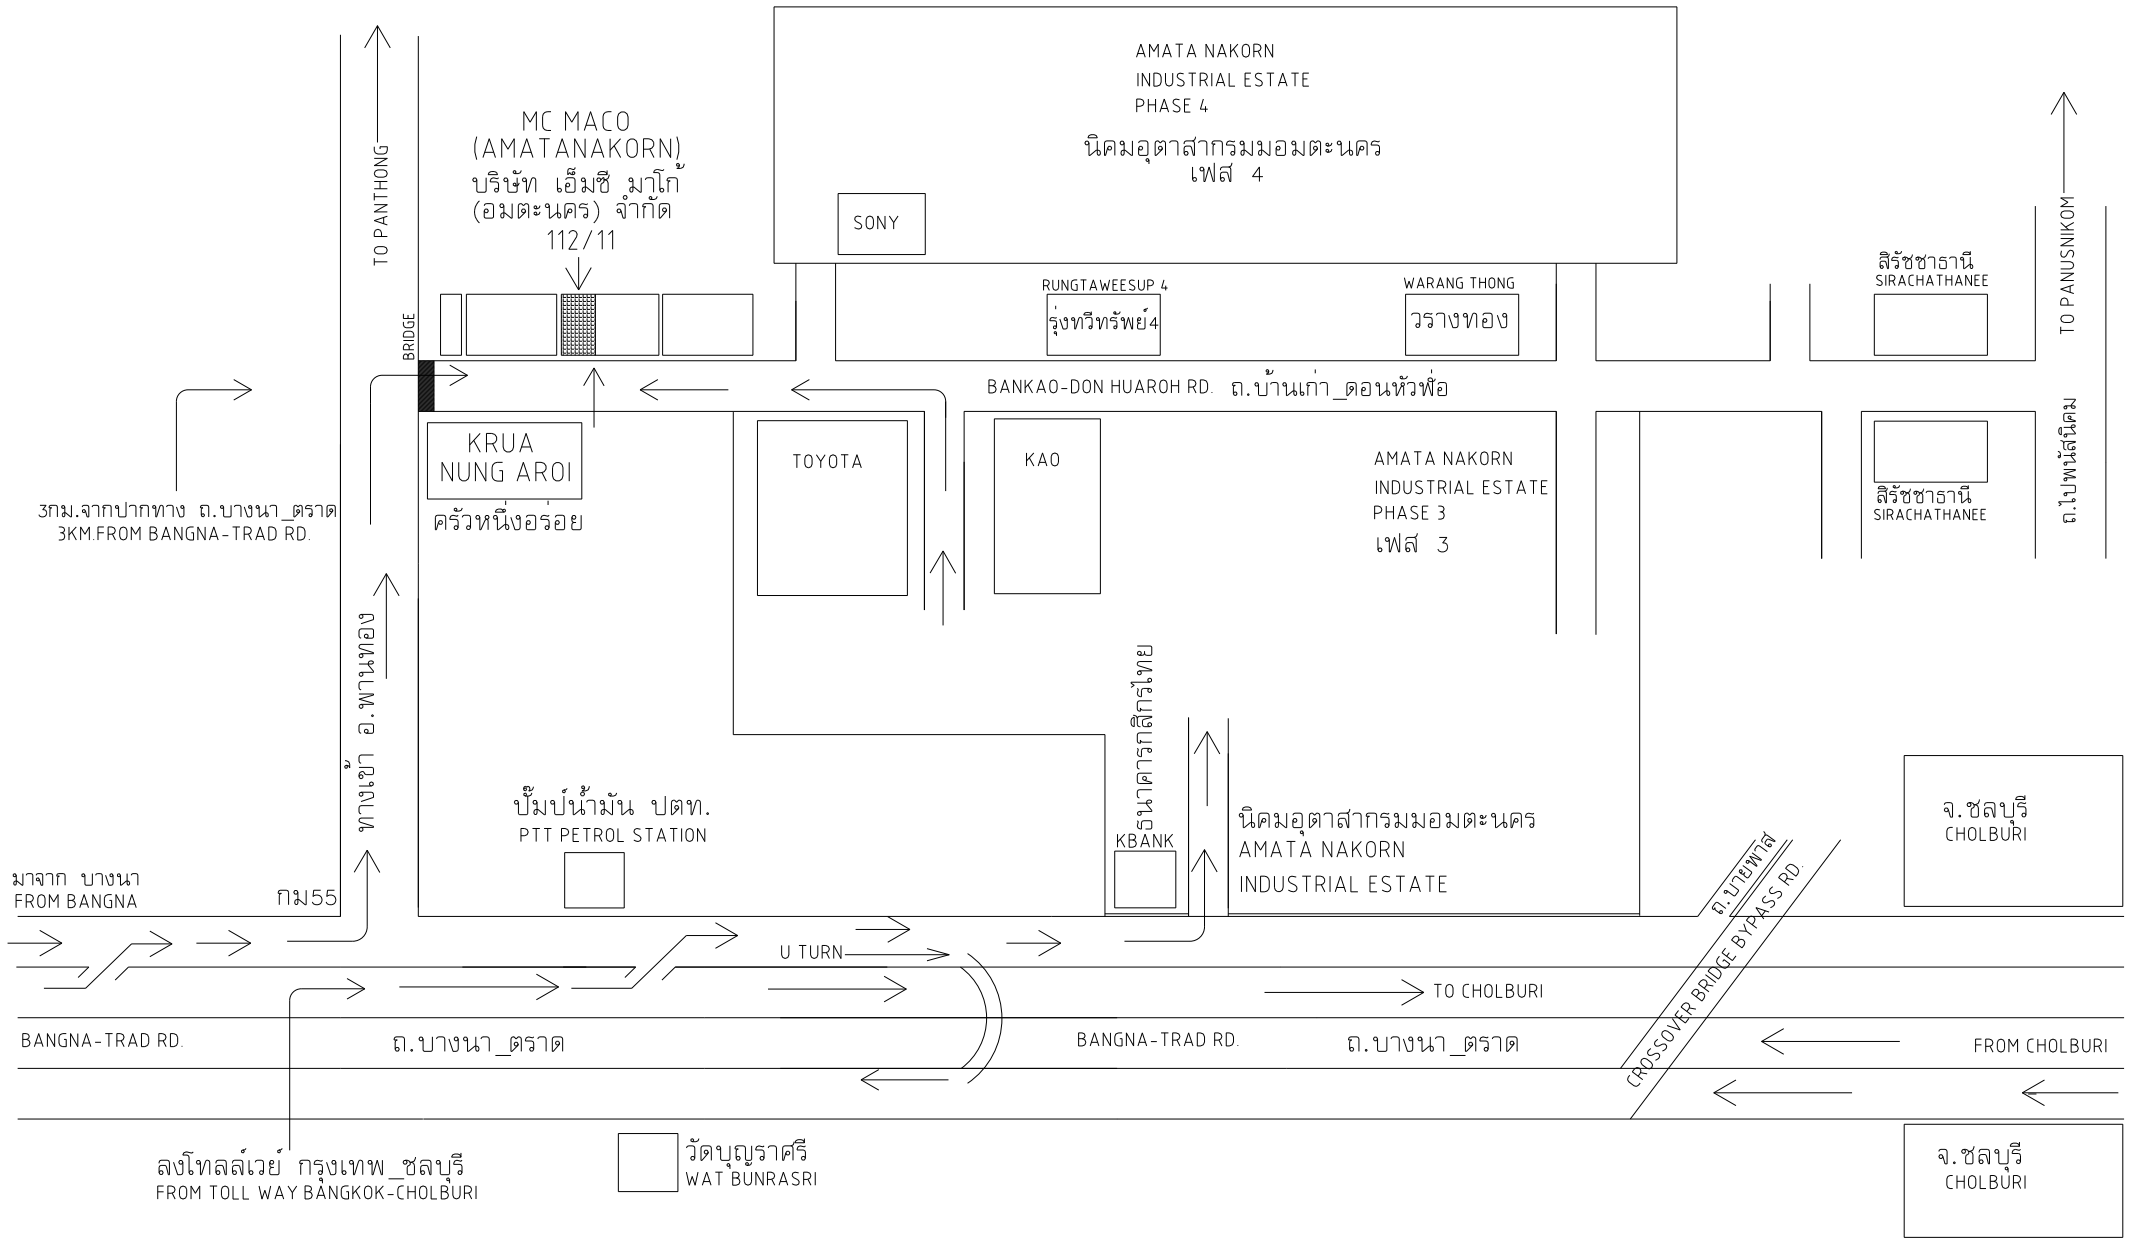 AMATA NAKORN
INDUSTRIAL ESTATE
PHASE 4
นิคมอุตาสากรมมอมตะนคร
เฟส 4
SONY
MC MACO
(AMATANAKORN)
บริษัท เอ็มซี มาโก้
(อมตะนคร) จำกัด
112/11
TO PANTHONG
BRIDGE
RUNGTAWEESUP 4
รุ่งทวีทรัพย์4
WARANG THONG
วรางทอง
สิรัชชาธานี
SIRACHATHANEE
TO PANUSNIKOM
BANKAO-DON HUAROH RD. ถ.บ้านเก่า_ดอนหัวฬ่อ
KRUA
NUNG AROI
ครัวหนึ่งอร่อย
TOYOTA
KAO
AMATA NAKORN
INDUSTRIAL ESTATE
PHASE 3
เฟส 3
สิรัชชาธานี
SIRACHATHANEE
ถ.ไปพนัสนิคม
3กม.จากปากทาง ถ.บางนา_ตราด
3KM.FROM BANGNA-TRAD RD.
ทางเข้า อ.พานทอง
ธนาคารกสิกรไทย
KBANK
ปั๊มป์น้ำมัน ปตท.
PTT PETROL STATION
นิคมอุตาสากรมมอมตะนคร
AMATA NAKORN
INDUSTRIAL ESTATE
จ.ชลบุรี
CHOLBURI
ถ.บายพาส
CROSSOVER BRIDGE BYPASS RD.
มาจาก บางนา
FROM BANGNA
กม55
U TURN
TO CHOLBURI
BANGNA-TRAD RD.
ถ.บางนา_ตราด
BANGNA-TRAD RD.
ถ.บางนา_ตราด
FROM CHOLBURI
ลงโทลล์เวย์ กรุงเทพ_ชลบุรี
FROM TOLL WAY BANGKOK-CHOLBURI
วัดบุญราศรี
WAT BUNRASRI
จ.ชลบุรี
CHOLBURI